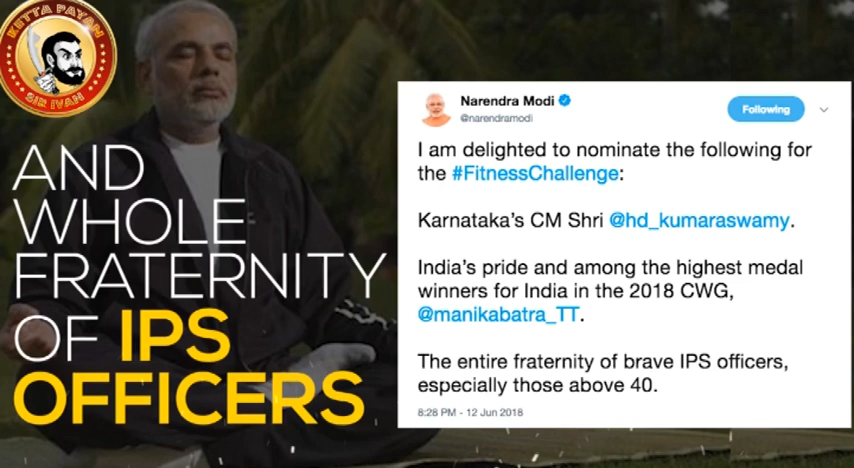 KETTA PAYAN
SIR IVAN
AND
WHOLE
FRATERNITY
OF IPS
OFFICERS
Narendra Modi
@narendramodi
Following
I am delighted to nominate the following for
the #FitnessChallenge:
Karnataka's CM Shri @hd_kumaraswamy.
India's pride and among the highest medal
winners for India in the 2018 CWG,
@manikabatra_TT.
The entire fraternity of brave IPS officers,
especially those above 40.
8:28 PM - 12 Jun 2018